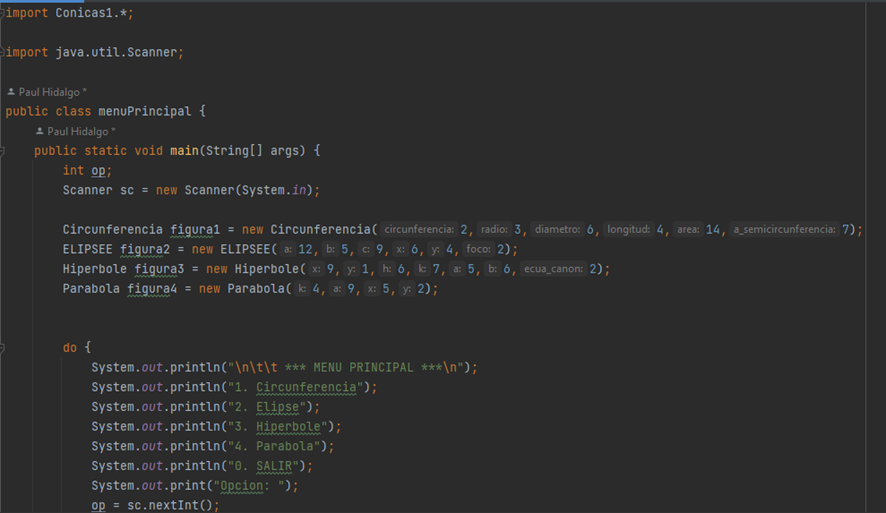 import Conicas1.*;
import java.util.Scanner;
Paul Hidalgo *
public class menuPrincipal {
Paul Hidalgo *
public static void main(String[] args) {
int op;
Scanner sc = new Scanner(System.in);
Circunferencia figura1 = new Circunferencia( circunferencia: 2, radio: 3, diametro: 6, longitud: 4, area: 14, a_semicircunferencia: 7);
ELIPSEE figura2 = new ELIPSEE( a: 12, b: 5, c: 9, x: 6, y: 4, foco: 2);
Hiperbole figura3 = new Hiperbole( x: 9, y: 1, h: 6, k: 7, a: 5, b: 6, ecua_canon: 2);
Parabola figura4 = new Parabola( k: 4, a: 9, x: 5, y: 2);
do {
System.out.println("\n\t\t *** MENU PRINCIPAL ***\n");
System.out.println("1. Circunferencia");
System.out.println("2. Elipse");
System.out.println("3. Hiperbole");
System.out.println("4. Parabola");
System.out.println("0. SALIR");
System.out.print("Opcion: ");
op = sc.nextInt();